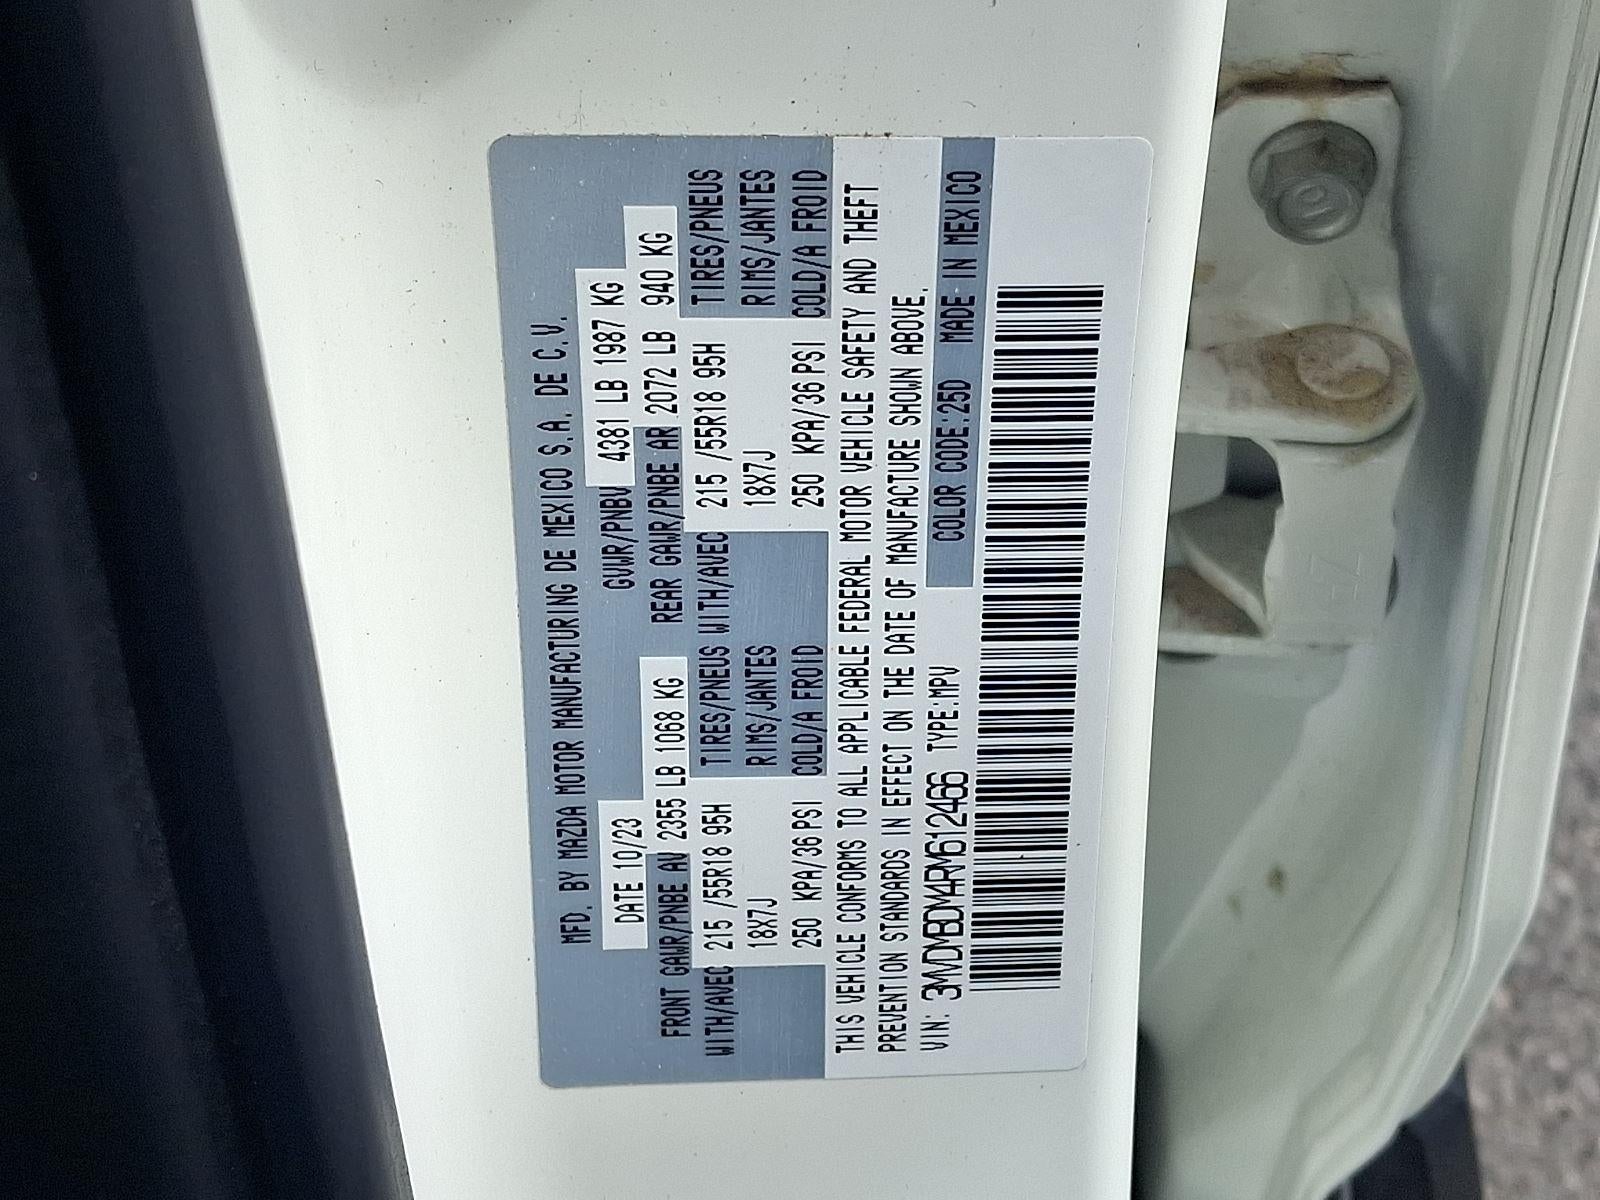 MFD. BY MAZDA MOTOR MANUFACTURING DE MEXICO S.A. DE C.V.
DATE 10/23 GVWR/PNBV 4381 LB 1987 KG
FRONT GAWR/PNBE AV 2355 LB 1068 KG REAR GAWR/PNBE AR 2072 LB 940 KG
WITH/AVEC 215 /55R18 95H TIRES/PNEUS WITH/AVEC 215 /55R18 95H TIRES/PNEUS
18X7J RIMS/JANTES 18X7J RIMS/JANTES
250 KPA/36 PSI COLD/A FROID 250 KPA/36 PSI COLD/A FROID
THIS VEHICLE CONFORMS TO ALL APPLICABLE FEDERAL MOTOR VEHICLE SAFETY AND THEFT
PREVENTION STANDARDS IN EFFECT ON THE DATE OF MANUFACTURE SHOWN ABOVE.
VIN: 3MVDMBDM4RM612466 TYPE:MPV COLOR CODE:25D MADE IN MEXICO